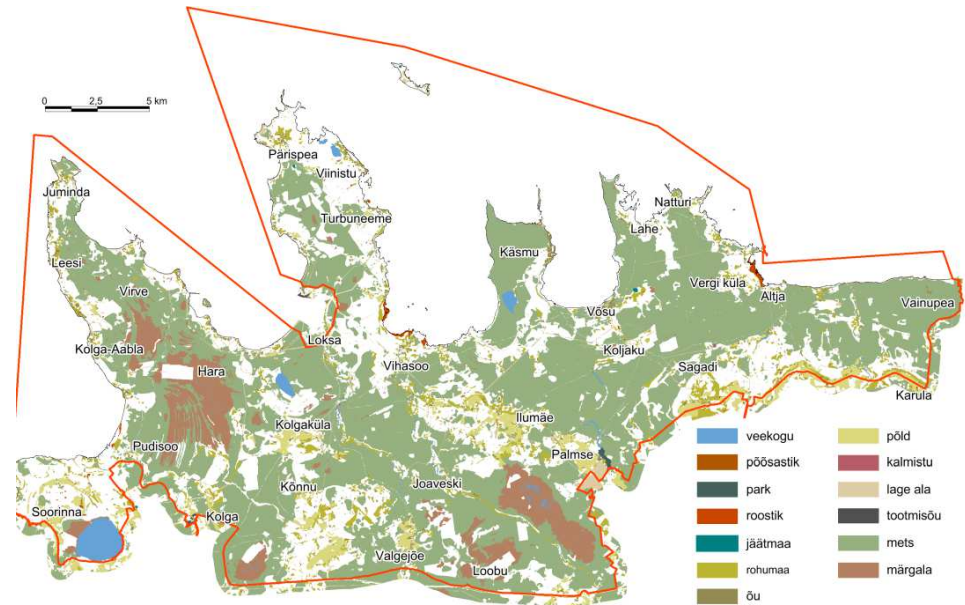 0 2,5 5 km
Pärispea
Viinistu
Juminda
Turbuneeme
Natturi
Lahe
Käsmu
Leesi
Virve
Vergi küla
Altja
Vainupea
Võsu
Loksa
Kolga-Aabla
Koljaku
Vihasoo
Hara
Sagadi
Karula
Ilumäe
Kolgaküla
Pudisoo
Palmse
Kõnnu
Joaveski
Soorinna
Kolga
Valgejõe
Loobu
veekogu
põõsastik
park
roostik
jäätmaa
rohumaa
õu
põld
kalmistu
lage ala
tootmisõu
mets
märgala